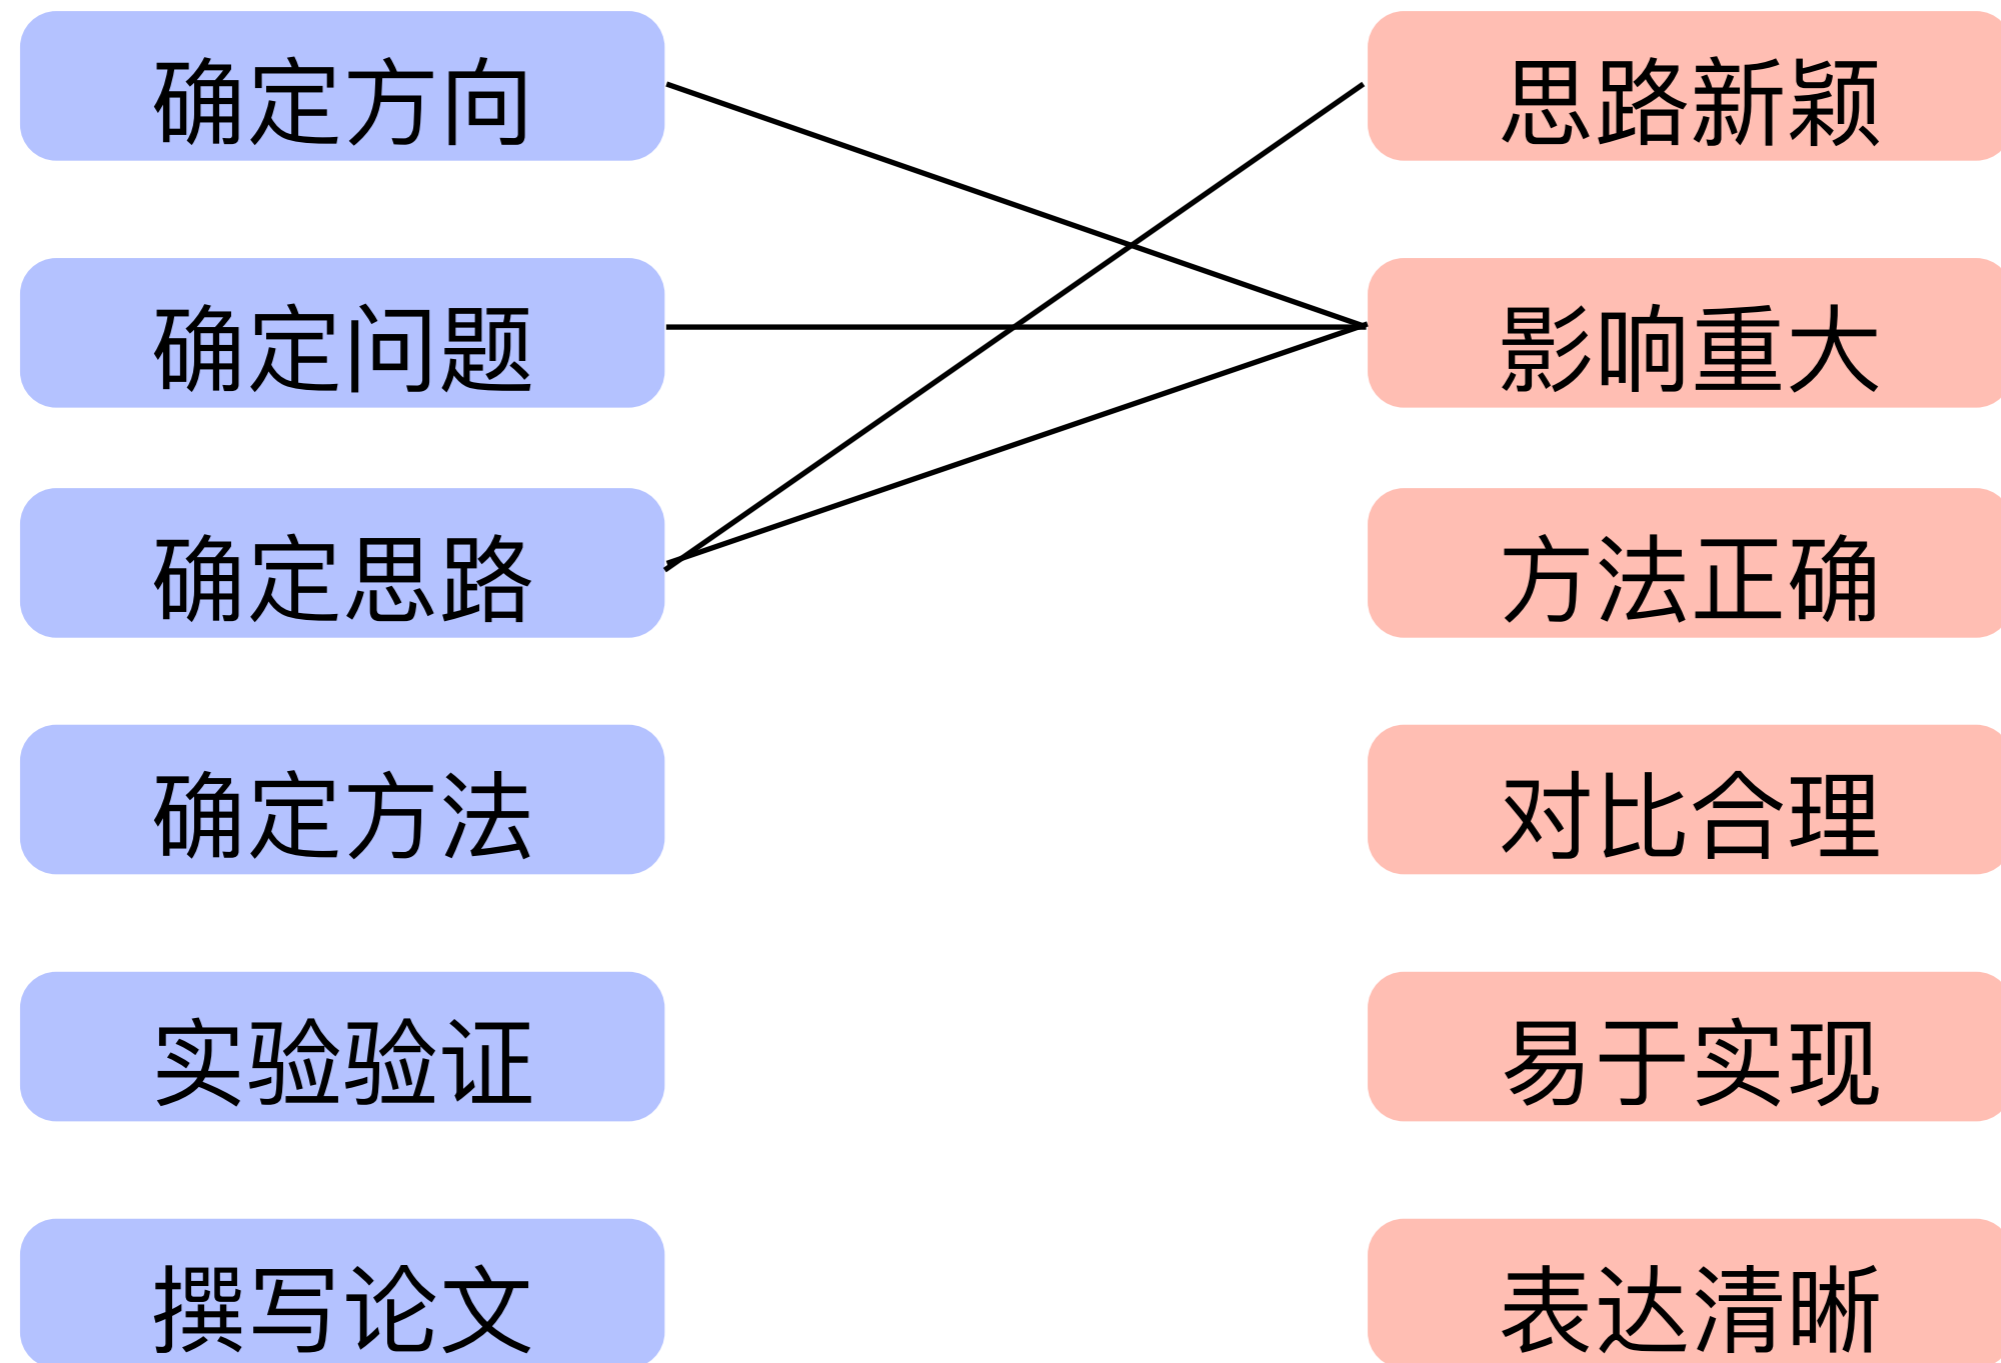 确定方向
思路新颖
确定问题
影响重大
确定思路
方法正确
确定方法
对比合理
实验验证
易于实现
撰写论文
表达清晰